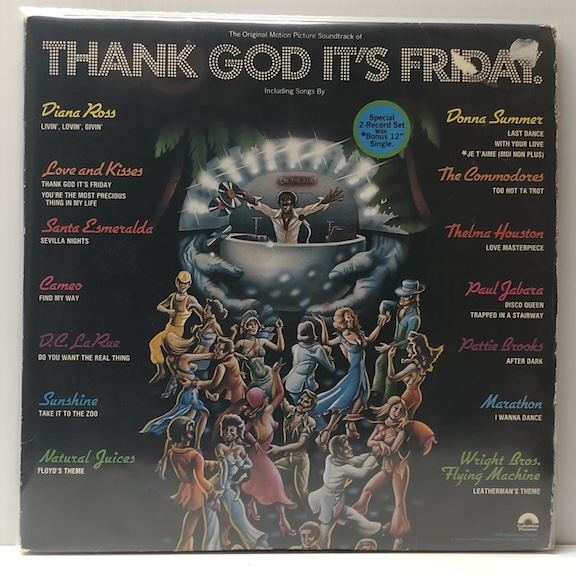 The Original Motion Picture Soundtrack of
THANK GOD IT'S FRIDAY.
Including Songs By
Diana Ross
LIVIN', LOVIN', GIVIN'
Love and Kisses
THANK GOD IT'S FRIDAY
YOU'RE THE MOST PRECIOUS
THING IN MY LIFE
Santa Esmeralda
SEVILLA NIGHTS
Cameo
FIND MY WAY
D.C. LaRue
DO YOU WANT THE REAL THING
Sunshine
TAKE IT TO THE ZOO
Natural Juices
FLOYD'S THEME
Special
2-Record Set
With
*Bonus 12"
Single.
Donna Summer
LAST DANCE
WITH YOUR LOVE
*JE T'AIME (MOI NON PLUS)
The Commodores
TOO HOT TA TROT
Thelma Houston
LOVE MASTERPIECE
Paul Jabara
DISCO QUEEN
TRAPPED IN A STAIRWAY
Pattie Brooks
AFTER DARK
Marathon
I WANNA DANCE
Wright Bros.
Flying Machine
LEATHERMAN'S THEME
Columbia
Pictures